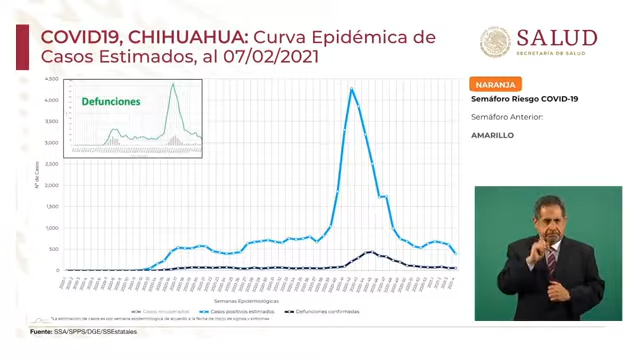 COVID19, CHIHUAHUA: Curva Epidémica de
Casos Estimados, al 07/02/2021
SALUD
SECRETARÍA DE SALUD
NARANJA
Semáforo Riesgo COVID-19
Semáforo Anterior:
AMARILLO
Defunciones
4,500
4,000
3,500
3,000
2,500
2,000
1,500
1,000
500
0
N° de Casos
Semanas Epidemiológicas
Casos recuperados
Casos positivos estimados
Defunciones confirmadas
Fuente: SSA/SPPS/DGE/SSEstatales